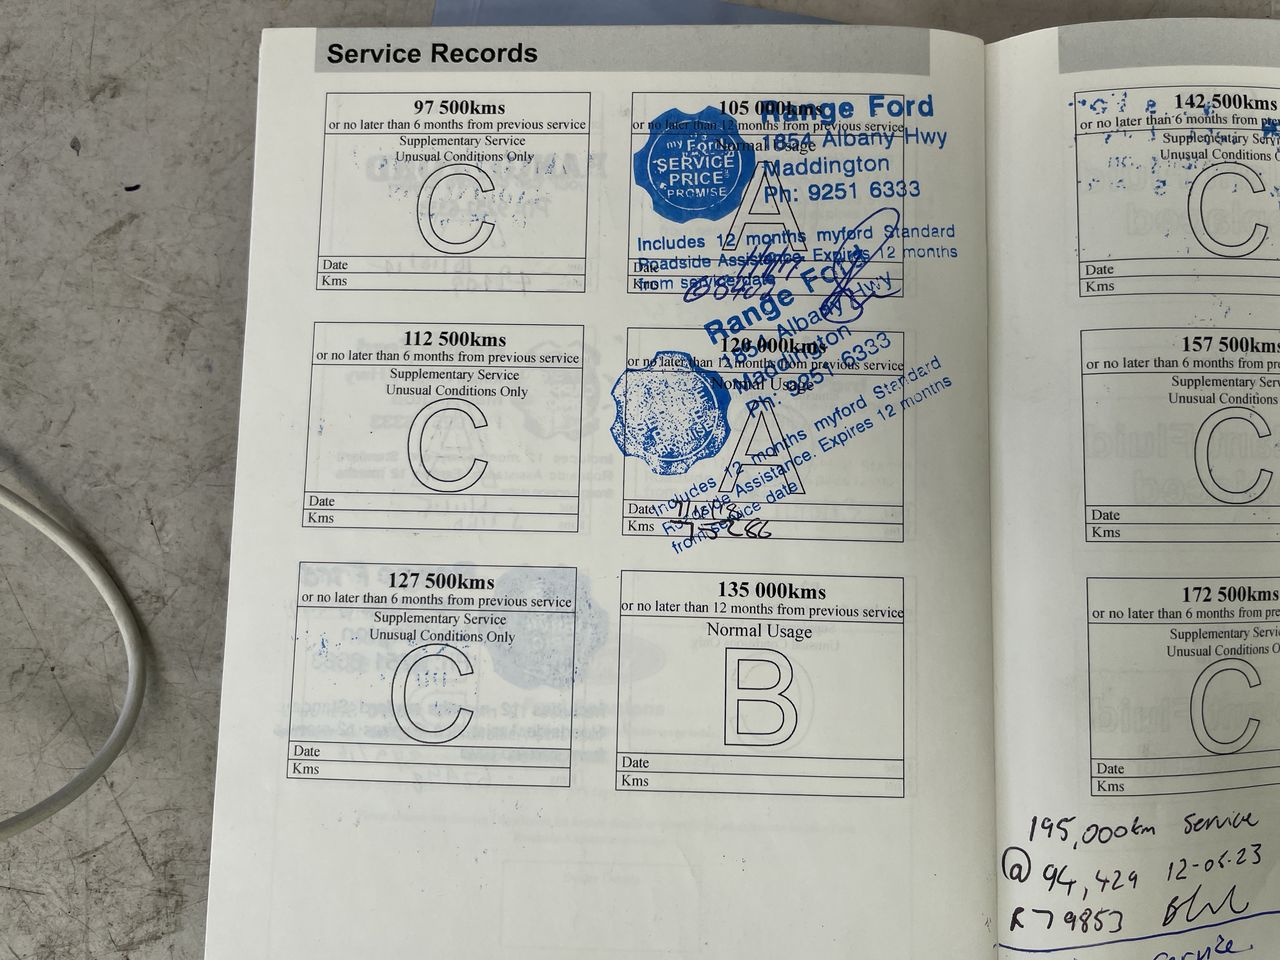 Service Records
97 500kms
or no later than 6 months from previous service
Supplementary Service
Unusual Conditions Only
C
Date
Kms
105 000kms
or no later than 12 months from previous service
Normal Usage
A
Date
Kms
my Ford
SERVICE
PRICE
PROMISE
Range Ford
1854 Albany Hwy
Maddington
Ph: 9251 6333
Includes 12 months myford Standard
Roadside Assistance. Expires 12 months
from service date
112 500kms
or no later than 6 months from previous service
Supplementary Service
Unusual Conditions Only
C
Date
Kms
120 000kms
or no later than 12 months from previous service
Normal Usage
A
Date
Kms 75286
Range Ford
1854 Albany Hwy
Maddington
Ph: 9251 6333
Includes 12 months myford Standard
Roadside Assistance. Expires 12 months
from service date
127 500kms
or no later than 6 months from previous service
Supplementary Service
Unusual Conditions Only
C
Date
Kms
135 000kms
or no later than 12 months from previous service
Normal Usage
B
Date
Kms
142 500kms
or no later than 6 months from
Supplementary
Unusual Conditions
C
Date
Kms
157 500kms
or no later than 6 months from
Supplementary
Unusual Conditions
C
Date
Kms
172 500kms
or no later than 6 months from
Supplementary
Unusual Conditions
C
Date
Kms
195,000km Service
@ 94,429
R79853
Service